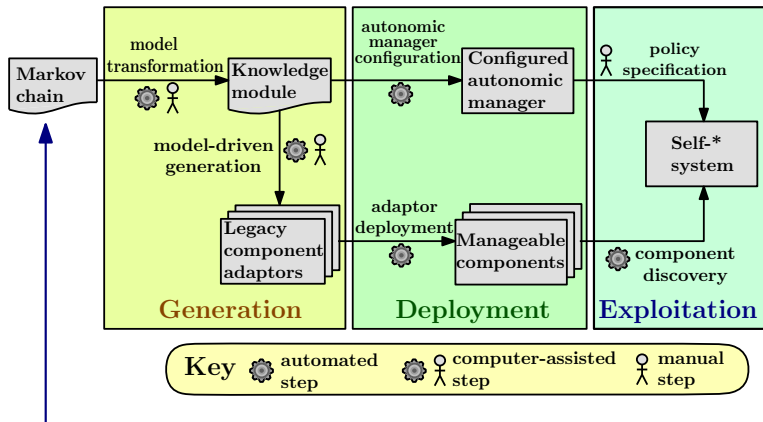 Markov
chain
model
transformation
Knowledge
module
model-driven
generation
Legacy
component
adaptors
Generation
autonomic
manager
configuration
Configured
autonomic
manager
adaptor
deployment
Manageable
components
Deployment
policy
specification
Self-*
system
component
discovery
Exploitation
Key
automated
step
computer-assisted
step
manual
step